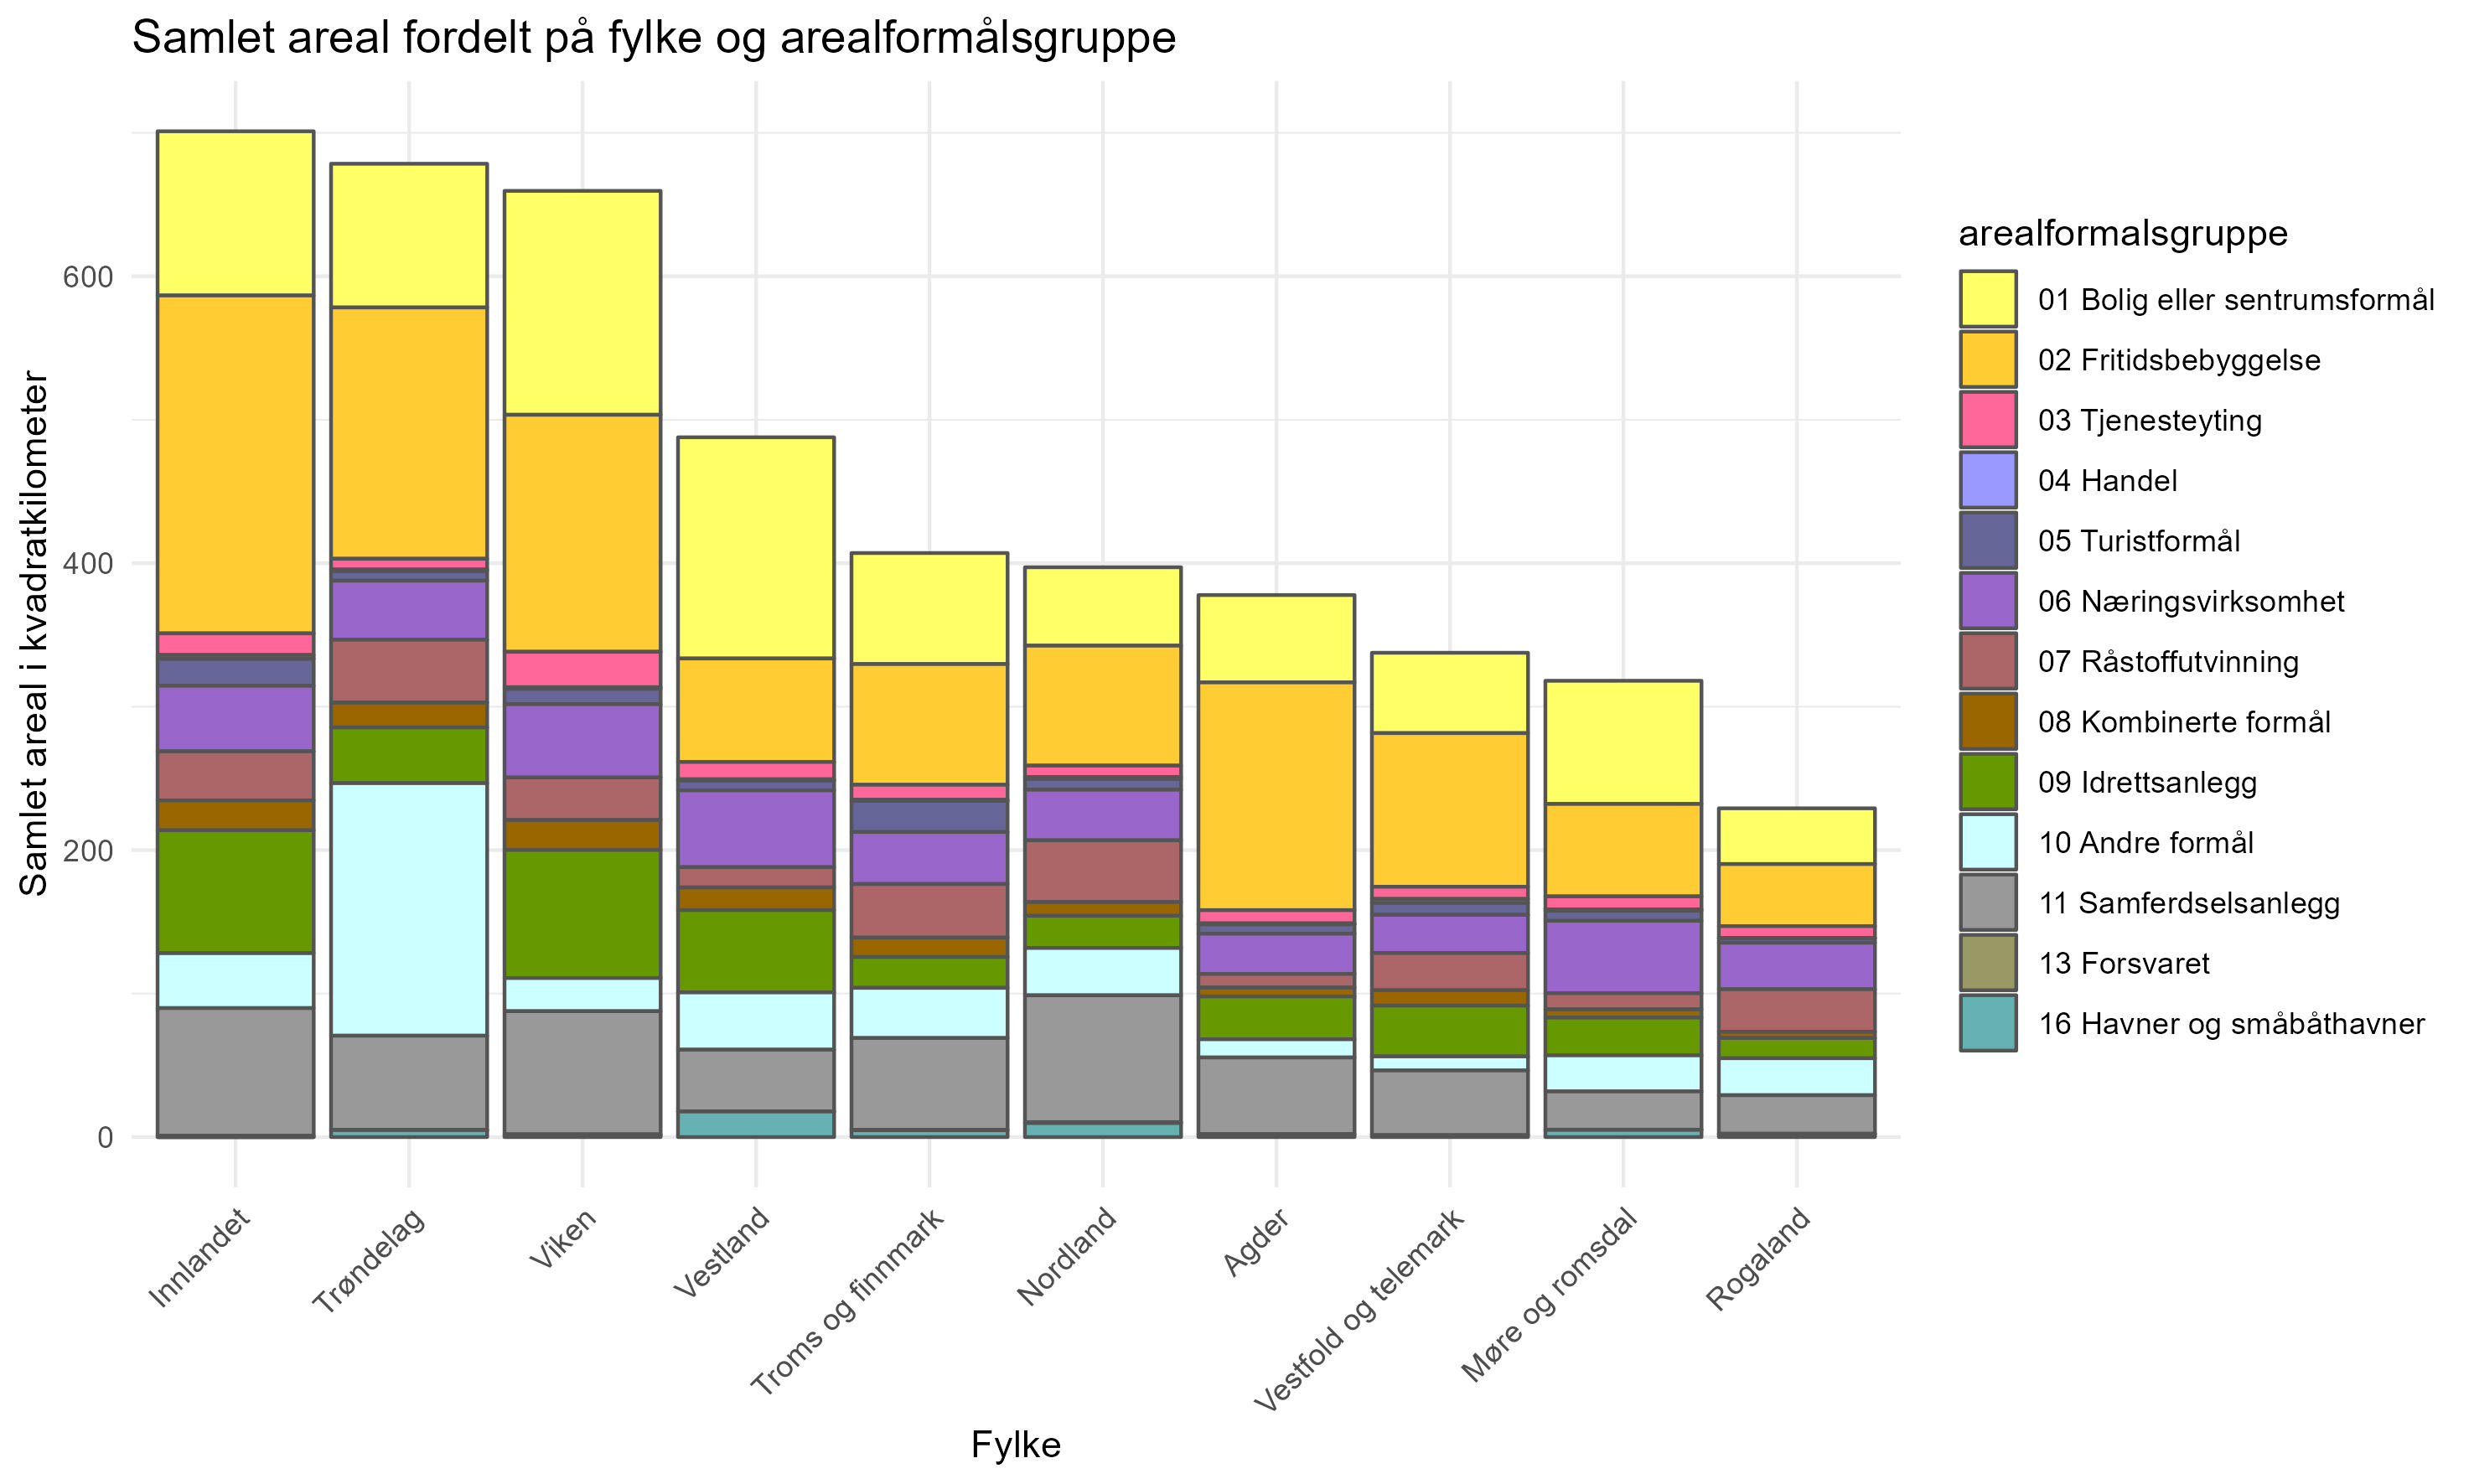 Samlet areal fordelt på fylke og arealformålsgruppe
Samlet areal i kvadratkilometer
600
400
200
0
Innlandet
Trøndelag
Viken
Vestland
Troms og finnmark
Nordland
Agder
Vestfold og telemark
Møre og romsdal
Rogaland
Fylke
arealformalsgruppe
01 Bolig eller sentrumsformål
02 Fritidsbebyggelse
03 Tjenesteyting
04 Handel
05 Turistformål
06 Næringsvirksomhet
07 Råstoffutvinning
08 Kombinerte formål
09 Idrettsanlegg
10 Andre formål
11 Samferdselsanlegg
13 Forsvaret
16 Havner og småbåthavner